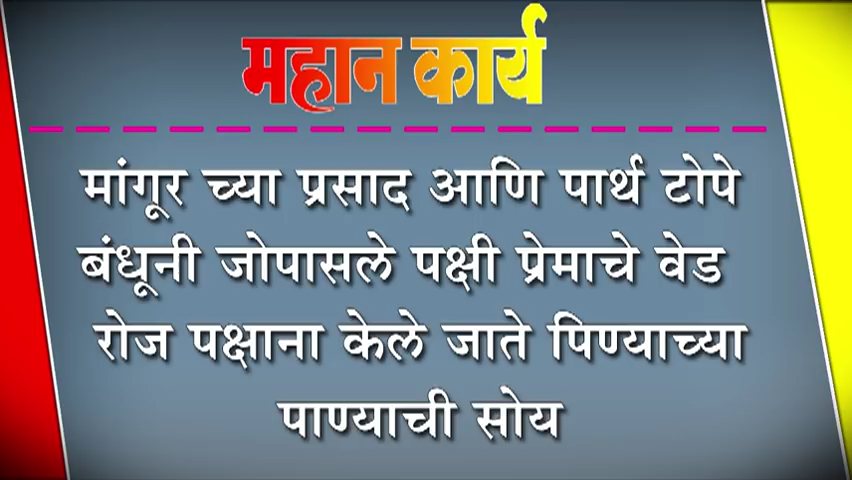 महान कार्य
मांगूर च्या प्रसाद आणि पार्थ टोपे
बंधूनी जोपासले पक्षी प्रेमाचे वेड
रोज पक्षाना केले जाते पिण्याच्या
पाण्याची सोय